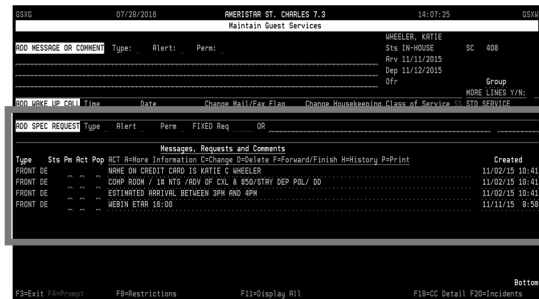 GSXG 07/28/2016 AMERISTAR ST. CHARLES 7.3 14:07:25 GSXW
Maintain Guest Services
WHEELER, KATIE
ADD MESSAGE OR COMMENT Type: Alert: Perm: Sts IN-HOUSE SC 408
Arv 11/11/2015
Dep 11/12/2015
Ofr Group
MORE LINES Y/N:
ADD WAKE UP CALL Time Date Change Mail/Fax Flag Change Housekeeping Class of Service SS STD SERVICE
ADD SPEC REQUEST Type Alert Perm FIXED Req OR
Messages, Requests and Comments
Type Sts Pm Act Pop ACT A=More Information C=Change D=Delete F=Forward/Finish H=History P=Print Created
FRONT DE NAME ON CREDIT CARD IS KATIE C WHEELER 11/02/15 10:41
FRONT DE COMP ROOM / 1# NTS /ADV OF CXL & $50/STAY DEP POL/ DD 11/02/15 10:41
FRONT DE ESTIMATED ARRIVAL BETWEEN 3PM AND 4PM 11/02/15 10:41
FRONT DE WEBIN ETAR 16:00 11/11/15 8:58
Bottom
F3=Exit F4=Prompt F9=Restrictions F11=Display All F19=CC Detail F20=Incidents